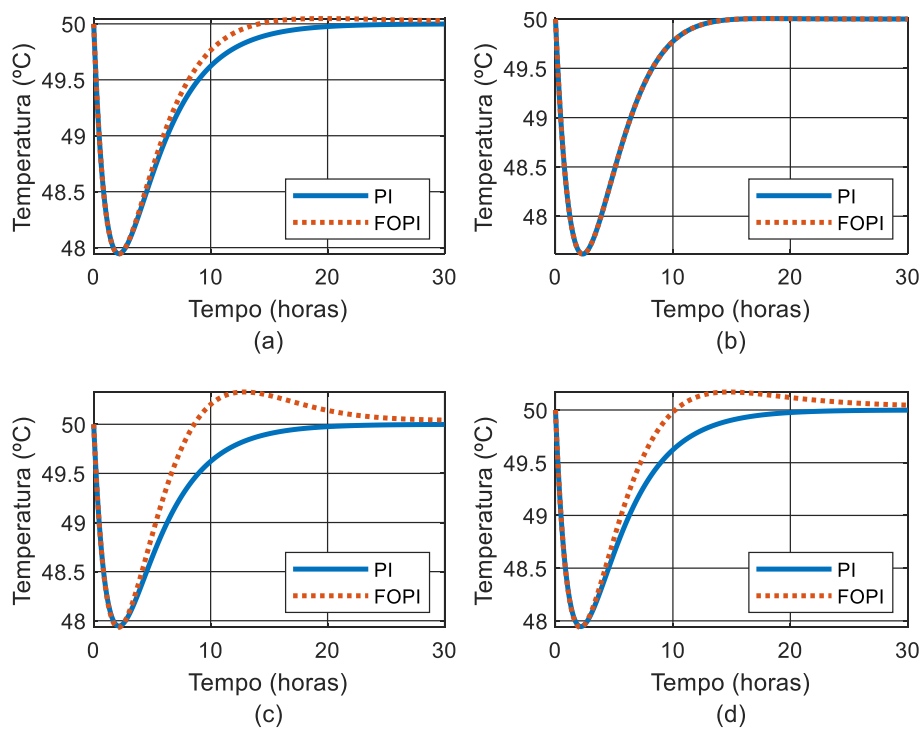 50
49.5
49
48.5
48
Temperatura (ºC)
PI
FOPI
0 10 20 30
Tempo (horas)
(a)
50
49.5
49
48.5
48
Temperatura (ºC)
PI
FOPI
0 10 20 30
Tempo (horas)
(b)
50
49.5
49
48.5
48
Temperatura (ºC)
PI
FOPI
0 10 20 30
Tempo (horas)
(c)
50
49.5
49
48.5
48
Temperatura (ºC)
PI
FOPI
0 10 20 30
Tempo (horas)
(d)